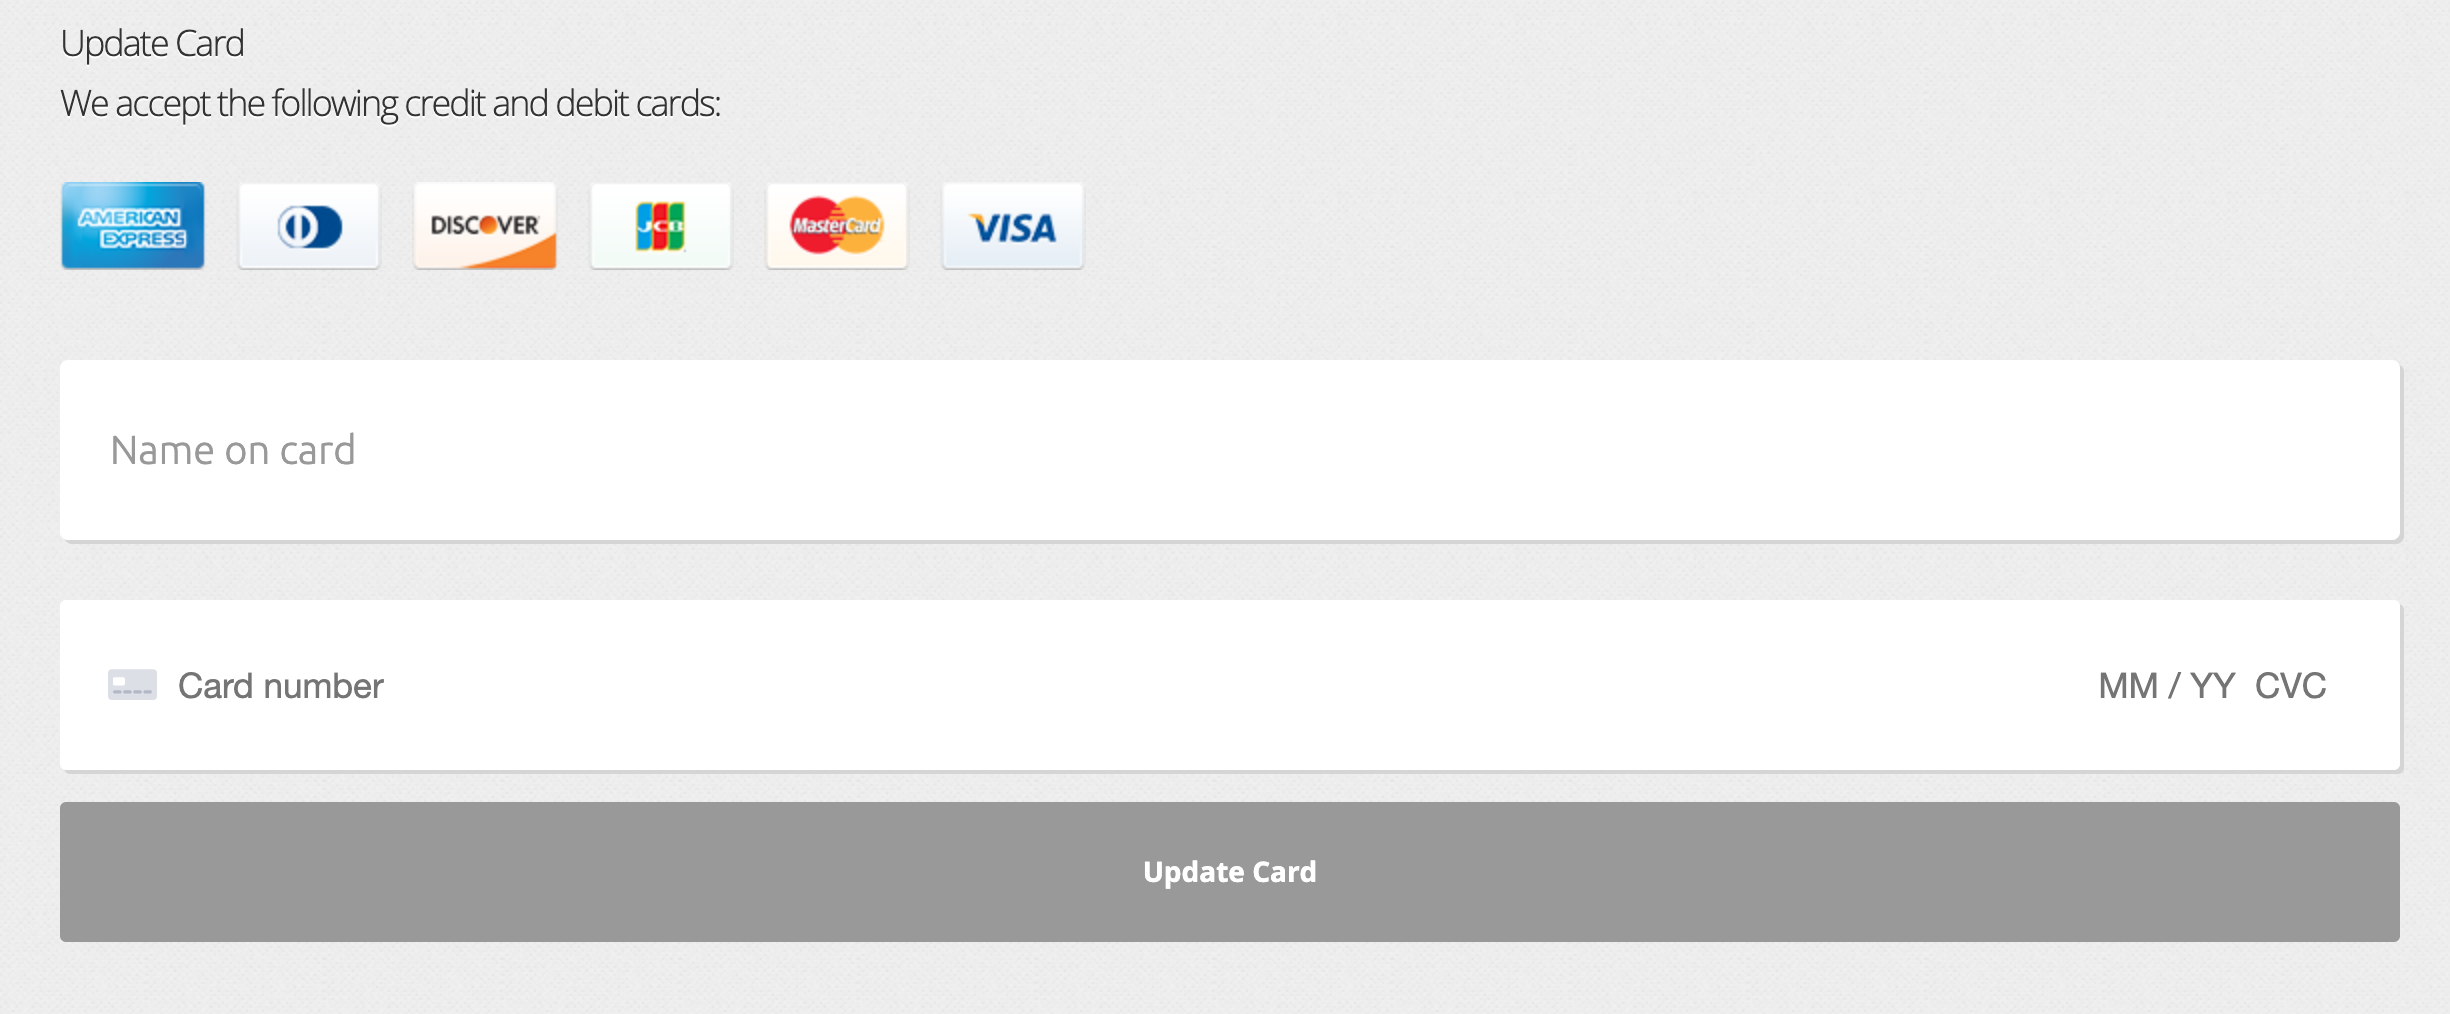 Update Card
We accept the following credit and debit cards:
AMERICAN EXPRESS
DISCOVER
JCB
MasterCard
VISA
Name on card
Card number MM / YY CVC
Update Card